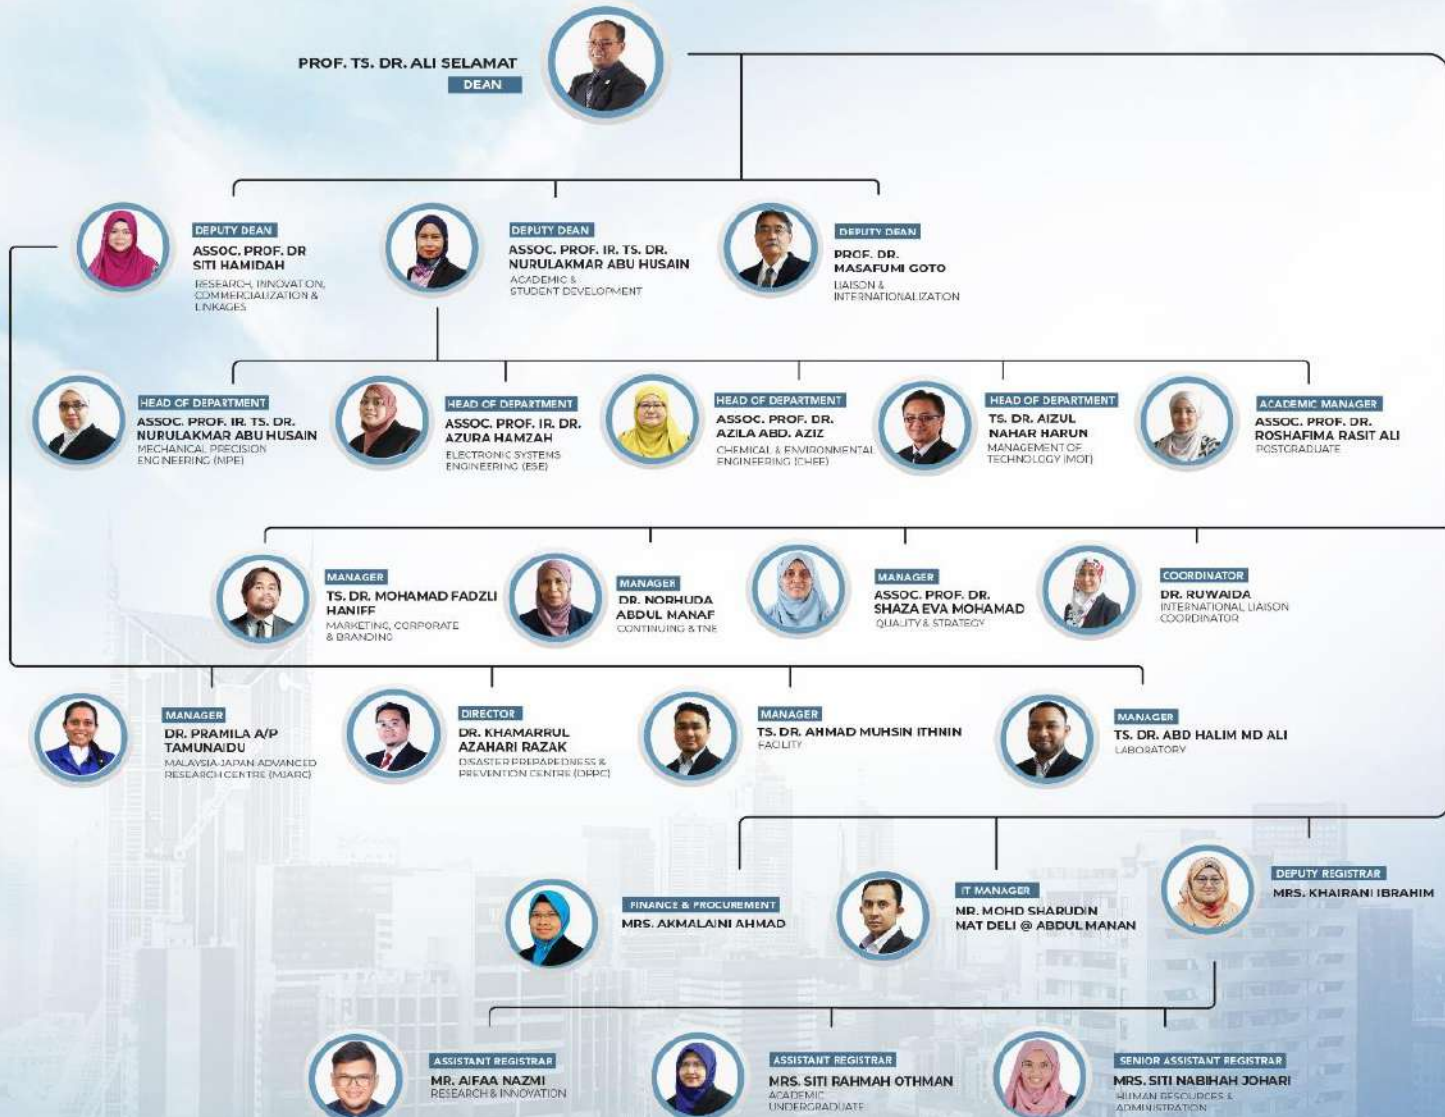 PROF. TS. DR. ALI SELAMAT
DEAN
DEPUTY DEAN
ASSOC. PROF. DR
SITI HAMIDAH
RESEARCH, INNOVATION,
COMMERCIALIZATION &
LINKAGES
DEPUTY DEAN
ASSOC. PROF. IR. TS. DR.
NURULAKMAR ABU HUSAIN
ACADEMIC &
STUDENT DEVELOPMENT
DEPUTY DEAN
PROF. DR.
MASAFUMI GOTO
LIAISON &
INTERNATIONALIZATION
HEAD OF DEPARTMENT
ASSOC. PROF. IR. TS. DR.
NURULAKMAR ABU HUSAIN
MECHANICAL PRECISION
ENGINEERING (MPE)
HEAD OF DEPARTMENT
ASSOC. PROF. IR. DR.
AZURA HAMZAH
ELECTRONIC SYSTEMS
ENGINEERING (ESE)
HEAD OF DEPARTMENT
ASSOC. PROF. DR.
AZILA ABD. AZIZ
CHEMICAL & ENVIRONMENTAL
ENGINEERING (CHEE)
HEAD OF DEPARTMENT
TS. DR. AIZUL
NAHAR HARUN
MANAGEMENT OF
TECHNOLOGY (MOT)
ACADEMIC MANAGER
ASSOC. PROF. DR.
ROSHAFIMA RASIT ALI
POSTGRADUATE
MANAGER
TS. DR. MOHAMAD FADZLI
HANIFF
MARKETING, CORPORATE
& BRANDING
MANAGER
DR. NORHUDA
ABDUL MANAF
CONTINUING & TNE
MANAGER
ASSOC. PROF. DR.
SHAZA EVA MOHAMAD
QUALITY & STRATEGY
COORDINATOR
DR. RUWAIDA
INTERNATIONAL LIAISON
COORDINATOR
MANAGER
DR. PRAMILA A/P
TAMUNAIDU
MALAYSIA-JAPAN ADVANCED
RESEARCH CENTRE (MJARC)
DIRECTOR
DR. KHAMARRUL
AZAHARI RAZAK
DISASTER PREPAREDNESS &
PREVENTION CENTRE (DPPC)
MANAGER
TS. DR. AHMAD MUHSIN ITHNIN
FACILITY
MANAGER
TS. DR. ABD HALIM MD ALI
LABORATORY
FINANCE & PROCUREMENT
MRS. AKMALAINI AHMAD
IT MANAGER
MR. MOHD SHARUDIN
MAT DELI @ ABDUL MANAN
DEPUTY REGISTRAR
MRS. KHAIRANI IBRAHIM
ASSISTANT REGISTRAR
MR. AIFAA NAZMI
RESEARCH & INNOVATION
ASSISTANT REGISTRAR
MRS. SITI RAHMAH OTHMAN
ACADEMIC
UNDERGRADUATE
SENIOR ASSISTANT REGISTRAR
MRS. SITI NABIHAH JOHARI
HUMAN RESOURCES &
ADMINISTRATION